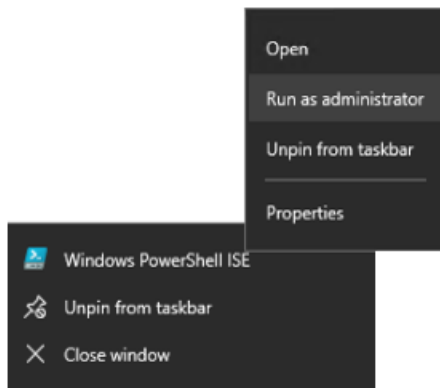 Open
Run as administrator
Unpin from taskbar
Properties
Windows PowerShell ISE
Unpin from taskbar
Close window